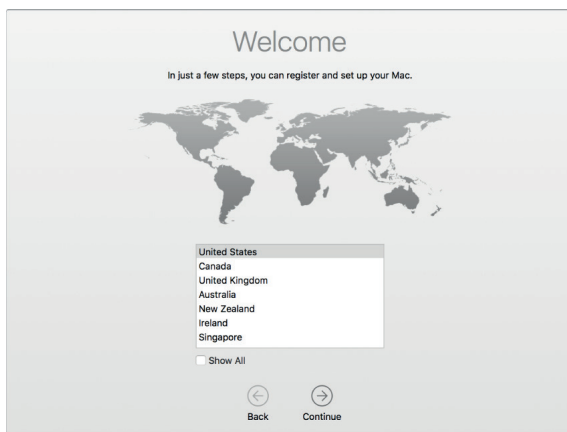 Welcome
In just a few steps, you can register and set up your Mac.
United States
Canada
United Kingdom
Australia
New Zealand
Ireland
Singapore
Show All
Back Continue